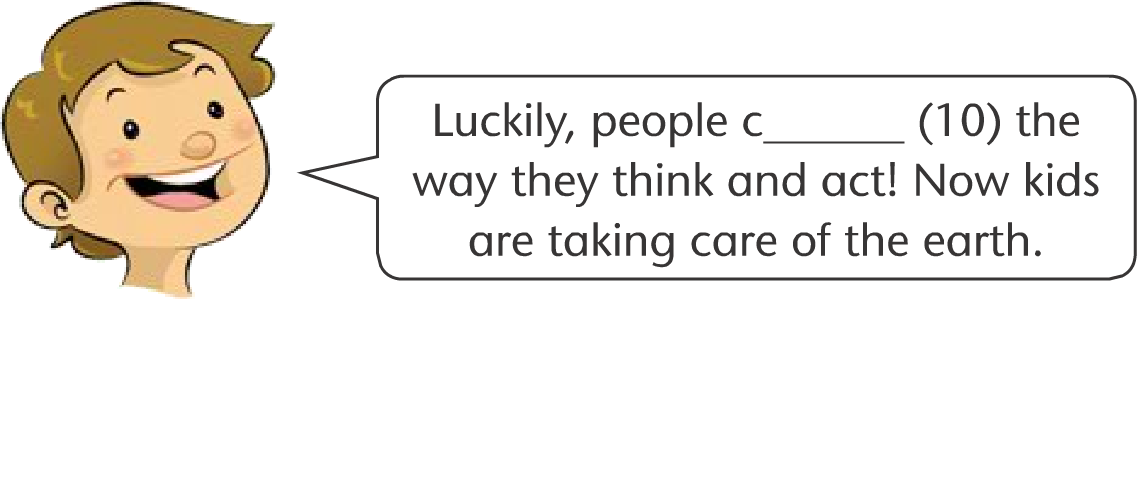 Luckily, people c______ (10) the
way they think and act! Now kids
are taking care of the earth.